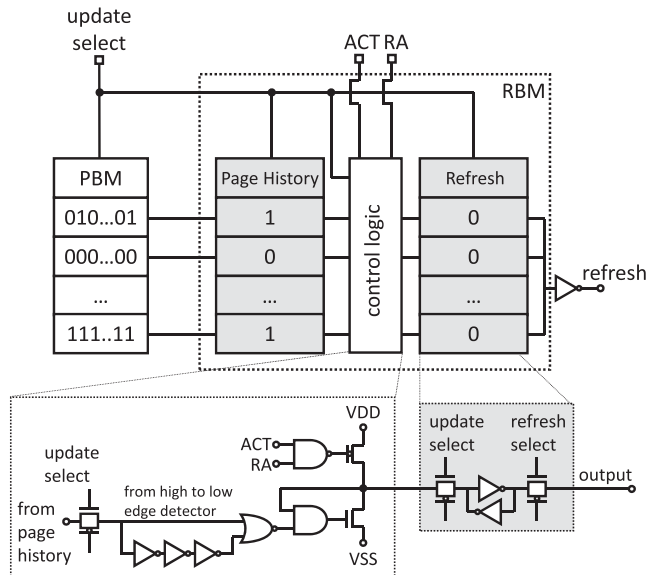 update
select
ACT RA
RBM
PBM
Page History
control logic
Refresh
010...01
1
0
000...00
0
0
...
...
...
111..11
1
0
refresh
VDD
update
select
ACT
RA
from high to low
edge detector
from
page
history
VSS
update
select
refresh
select
output